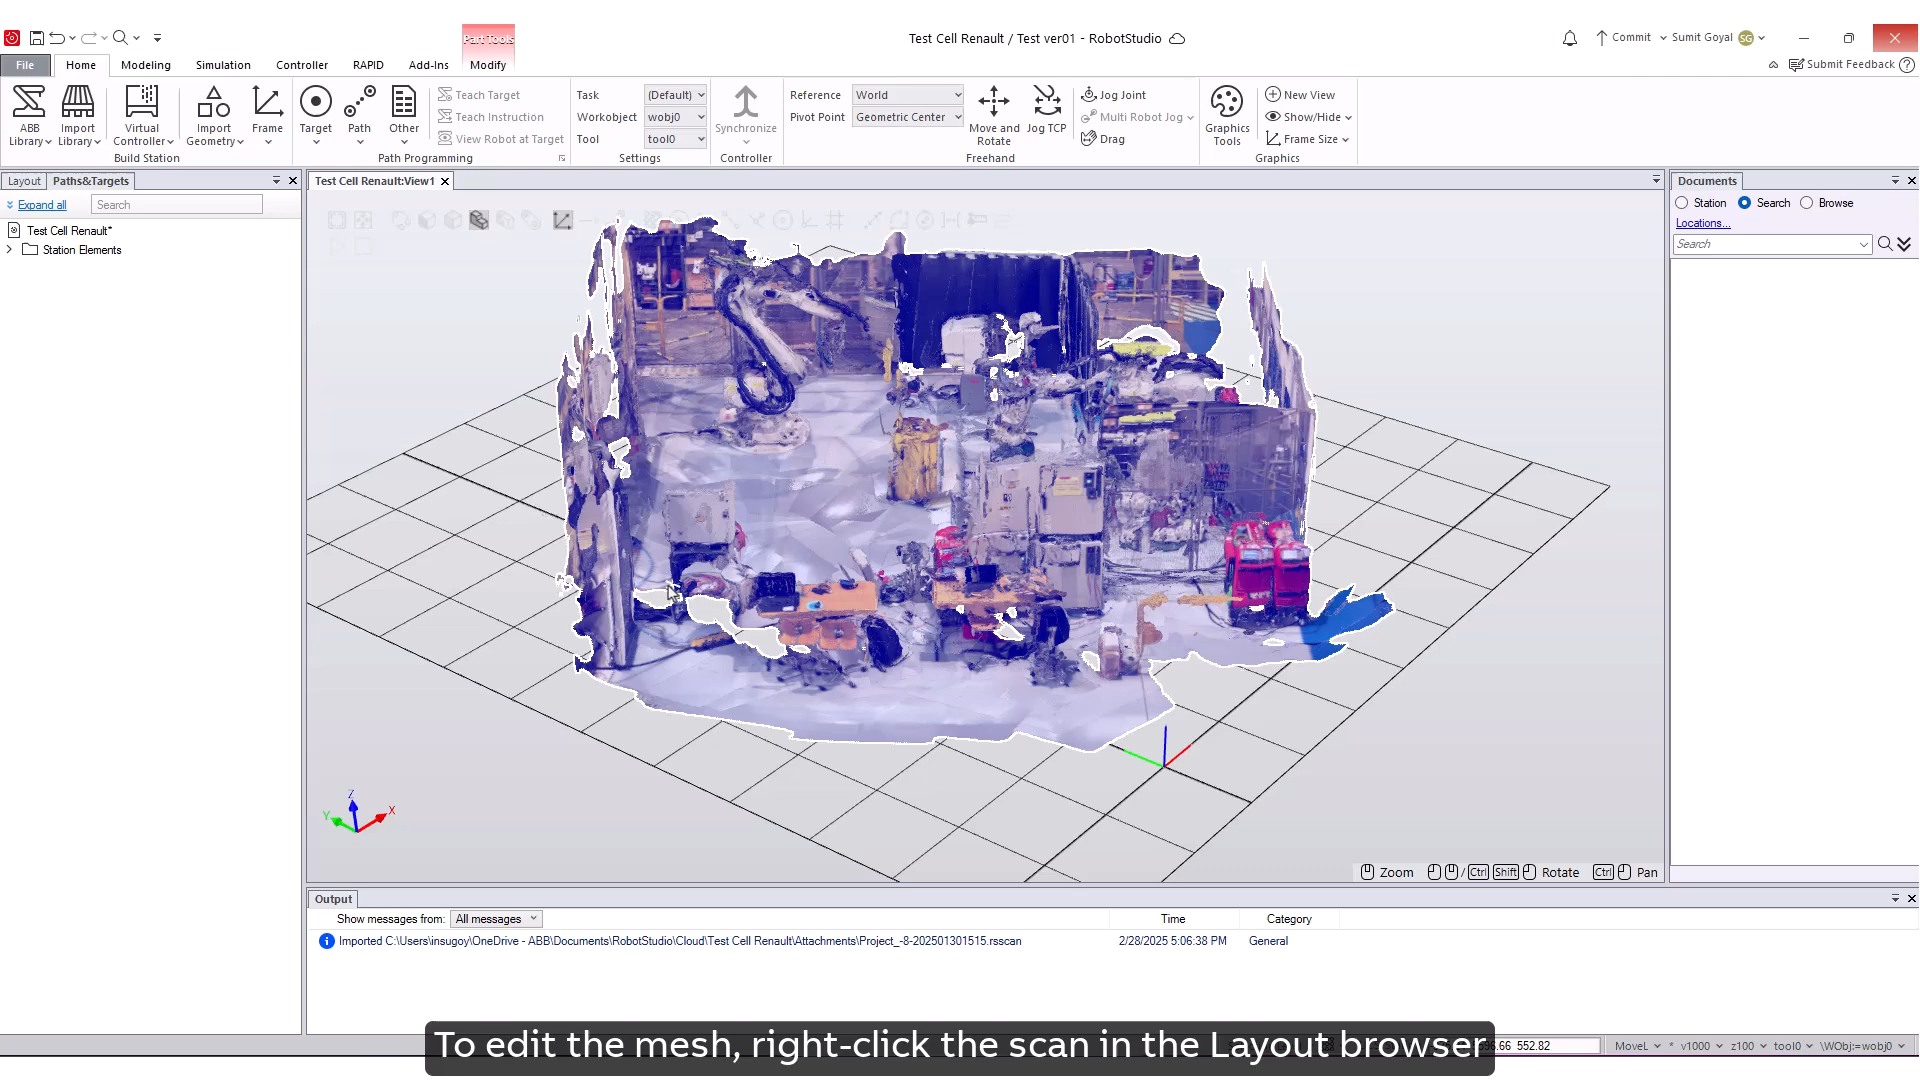 Part Tools
Test Cell Renault / Test ver01 - RobotStudio
Commit
Sumit Goyal
SG
File
Home
Modeling
Simulation
Controller
RAPID
Add-Ins
Modify
Submit Feedback
ABB Library
Import Library
Virtual Controller
Import Geometry
Frame
Build Station
Target
Path
Other
Teach Target
Teach Instruction
View Robot at Target
Path Programming
Task
(Default)
Workobject
wobj0
Tool
tool0
Settings
Synchronize
Controller
Reference
World
Pivot Point
Geometric Center
Move and Rotate
Jog TCP
Jog Joint
Multi Robot Jog
Drag
Freehand
Graphics Tools
New View
Show/Hide
Frame Size
Graphics
Layout
Paths&Targets
Expand all
Search
Test Cell Renault*
Station Elements
Test Cell Renault:View1
Z
Y
X
Zoom
/ Ctrl Shift
Rotate
Ctrl
Pan
Documents
Station
Search
Browse
Locations...
Search
Output
Show messages from:
All messages
Time
Category
Imported C:\Users\insugoy\OneDrive - ABB\Documents\RobotStudio\Cloud\Test Cell Renault\Attachments\Project_-8-202501301515.rsscan
2/28/2025 5:06:38 PM
General
To edit the mesh, right-click the scan in the Layout browser
552.82
MoveL * v1000 z100 tool0 \WObj:=wobj0